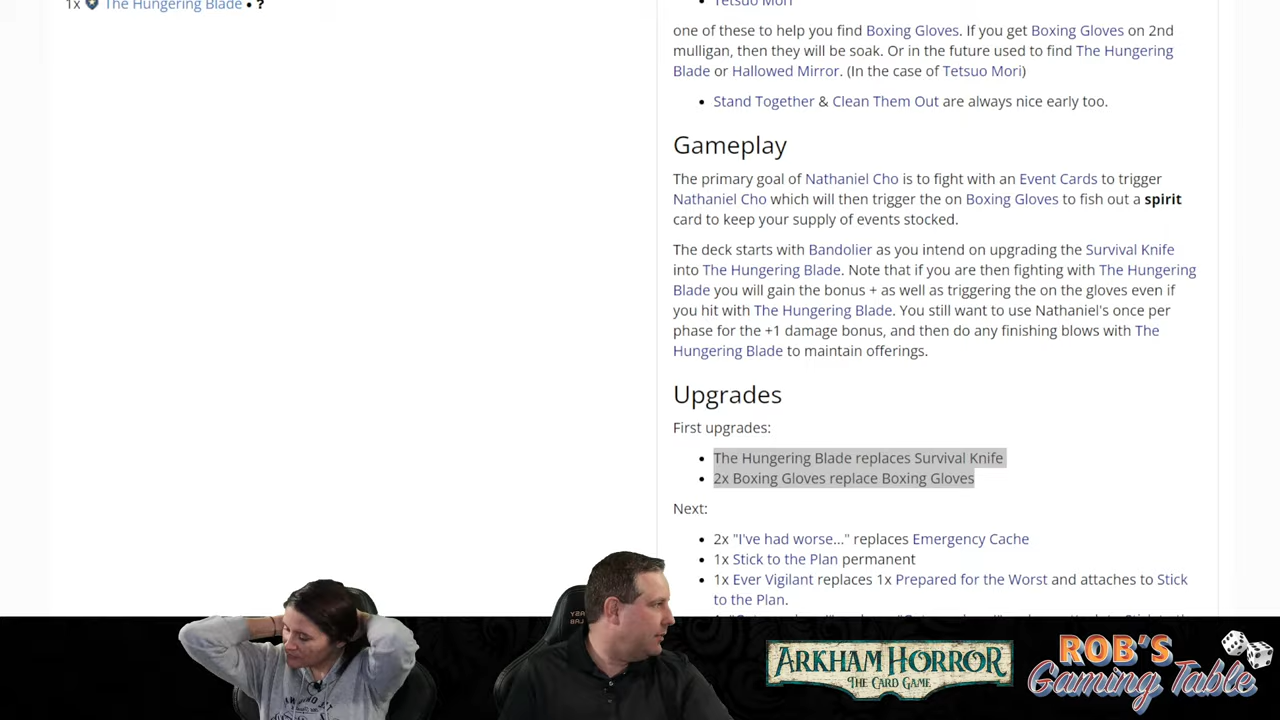 1x The Hungering Blade • ?
• Tetsuo Mori
one of these to help you find Boxing Gloves. If you get Boxing Gloves on 2nd
mulligan, then they will be soak. Or in the future used to find The Hungering
Blade or Hallowed Mirror. (In the case of Tetsuo Mori)
• Stand Together & Clean Them Out are always nice early too.
Gameplay
The primary goal of Nathaniel Cho is to fight with an Event Cards to trigger
Nathaniel Cho which will then trigger the on Boxing Gloves to fish out a spirit
card to keep your supply of events stocked.
The deck starts with Bandolier as you intend on upgrading the Survival Knife
into The Hungering Blade. Note that if you are then fighting with The Hungering
Blade you will gain the bonus + as well as triggering the on the gloves even if
you hit with The Hungering Blade. You still want to use Nathaniel's once per
phase for the +1 damage bonus, and then do any finishing blows with The
Hungering Blade to maintain offerings.
Upgrades
First upgrades:
• The Hungering Blade replaces Survival Knife
• 2x Boxing Gloves replace Boxing Gloves
Next:
• 2x "I've had worse..." replaces Emergency Cache
• 1x Stick to the Plan permanent
• 1x Ever Vigilant replaces 1x Prepared for the Worst and attaches to Stick
to the Plan.
ARKHAM HORROR
THE CARD GAME
ROB'S
Gaming Table